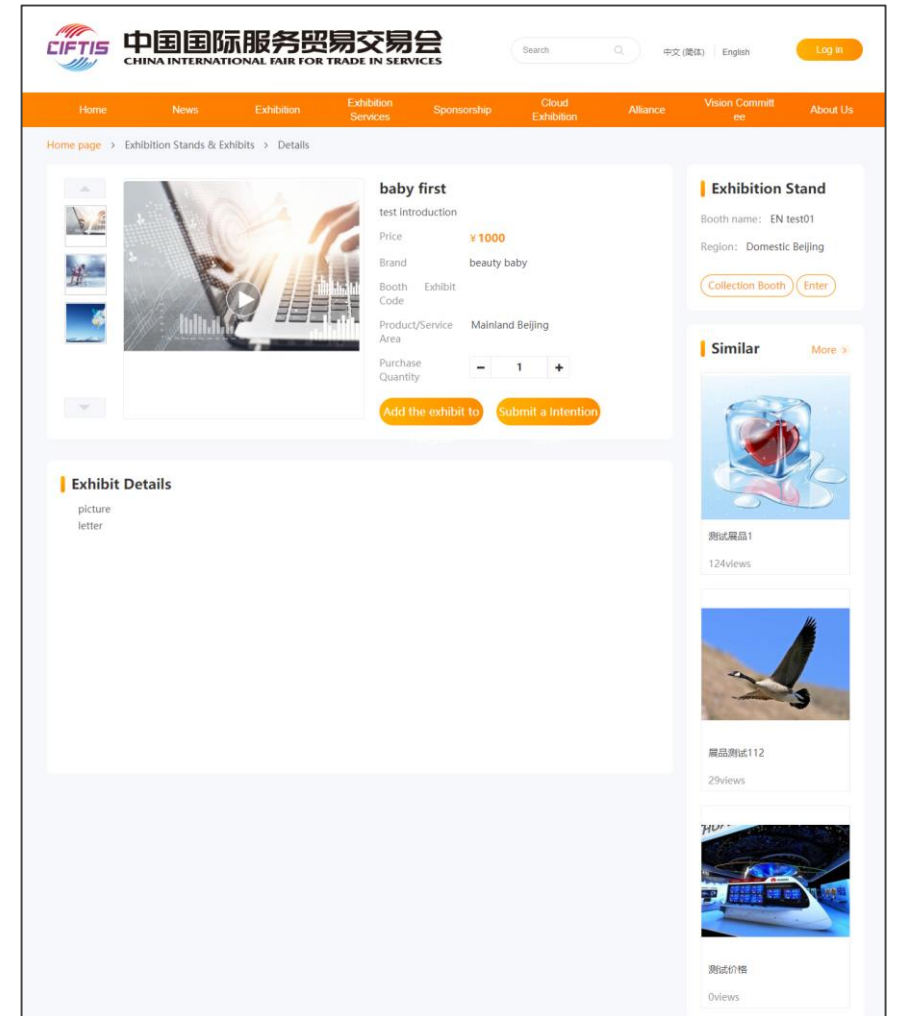 CIFTIS
中国国际服务贸易交易会
CHINA INTERNATIONAL FAIR FOR TRADE IN SERVICES
Search
中文 (简体)
English
Log in
Home
News
Exhibition
Exhibition
Services
Sponsorship
Cloud
Exhibition
Alliance
Vision Committ
ee
About Us
Home page > Exhibition Stands & Exhibits > Details
baby first
test introduction
Price
¥ 1000
Brand
beauty baby
Booth Exhibit
Code
Product/Service
Area
Mainland Beijing
Purchase
Quantity
− 1 +
Add the exhibit to
Submit a Intention
Exhibit Details
picture
letter
Exhibition Stand
Booth name: EN test01
Region: Domestic Beijing
Collection Booth
Enter
Similar
More >
测试展品1
124views
展品测试112
29views
测试价格
0views